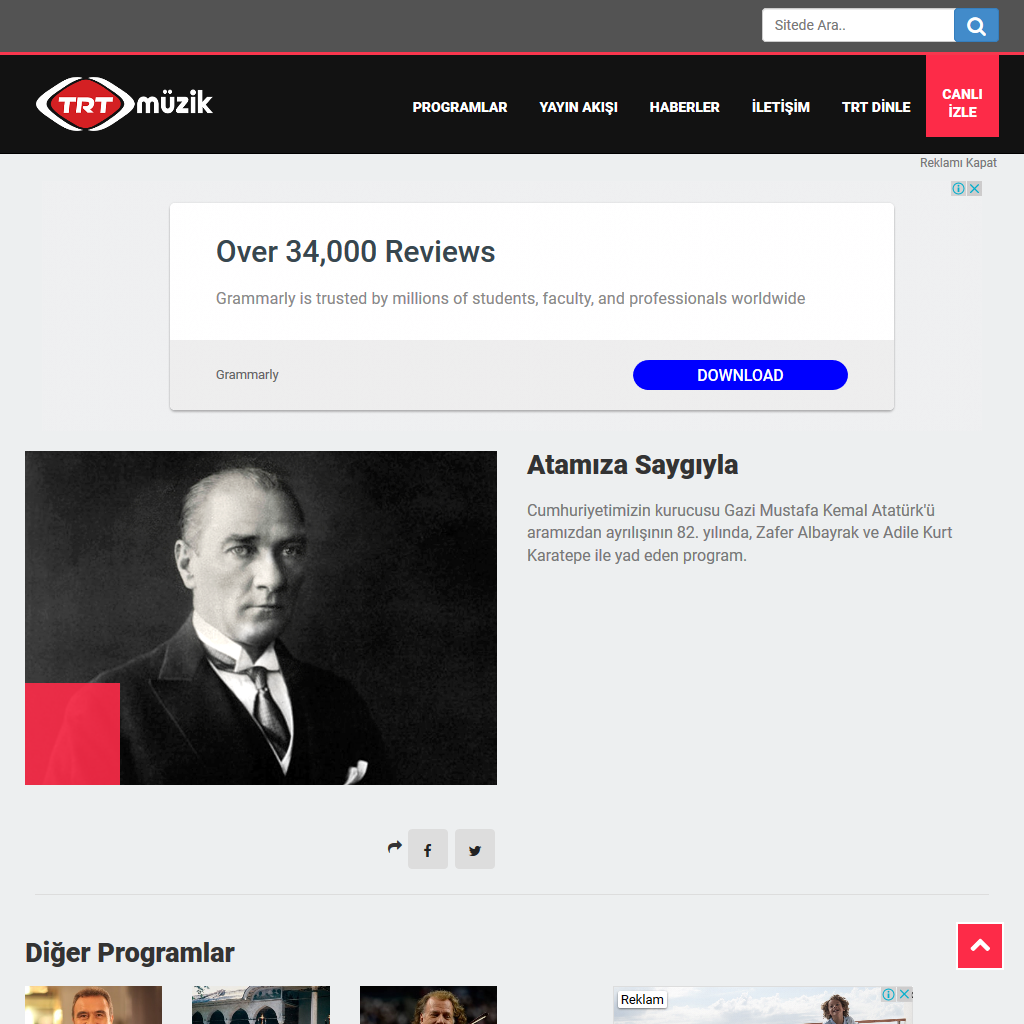 Sitede Ara..
TRT müzik
PROGRAMLAR
YAYIN AKIŞI
HABERLER
İLETİŞİM
TRT DİNLE
CANLI
İZLE
Reklamı Kapat
Over 34,000 Reviews
Grammarly is trusted by millions of students, faculty, and professionals worldwide
Grammarly
DOWNLOAD
Atamıza Saygıyla
Cumhuriyetimizin kurucusu Gazi Mustafa Kemal Atatürk'ü
aramızdan ayrılışının 82. yılında, Zafer Albayrak ve Adile Kurt
Karatepe ile yad eden program.
Diğer Programlar
Reklam